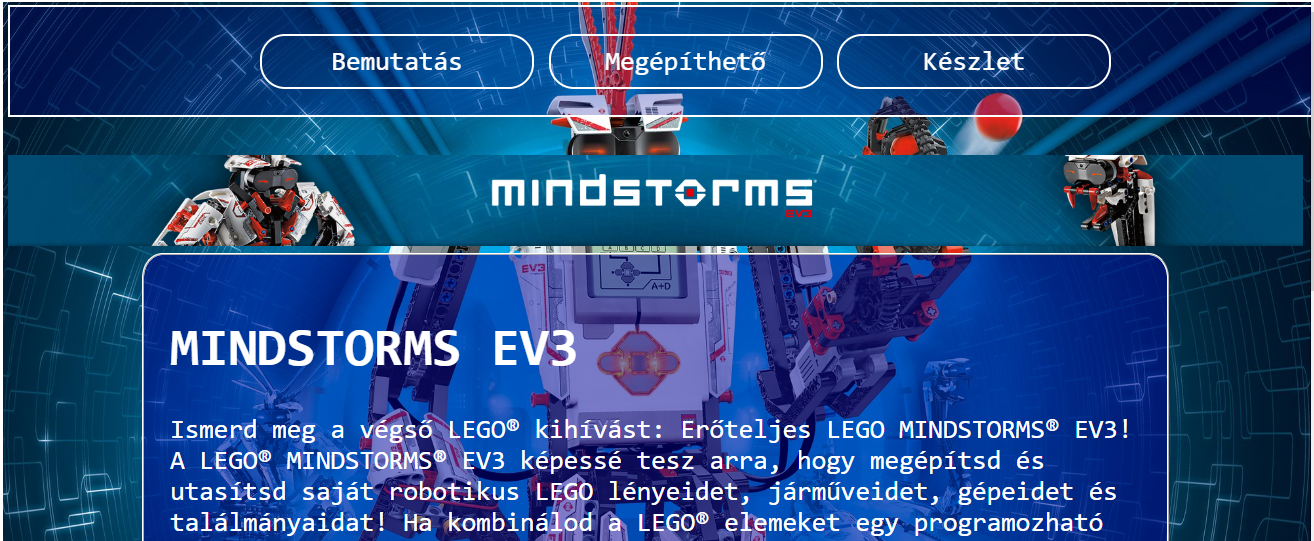 Bemutatás
Megépíthető
Készlet
mindstorms
EV3
EV3
A+D
MINDSTORMS EV3
Ismerd meg a végső LEGO® kihívást: Erőteljes LEGO MINDSTORMS® EV3!
A LEGO® MINDSTORMS® EV3 képessé tesz arra, hogy megépítsd és
utasítsd saját robotikus LEGO lényeidet, járműveidet, gépeidet és
találmányaidat! Ha kombinálod a LEGO® elemeket egy programozható